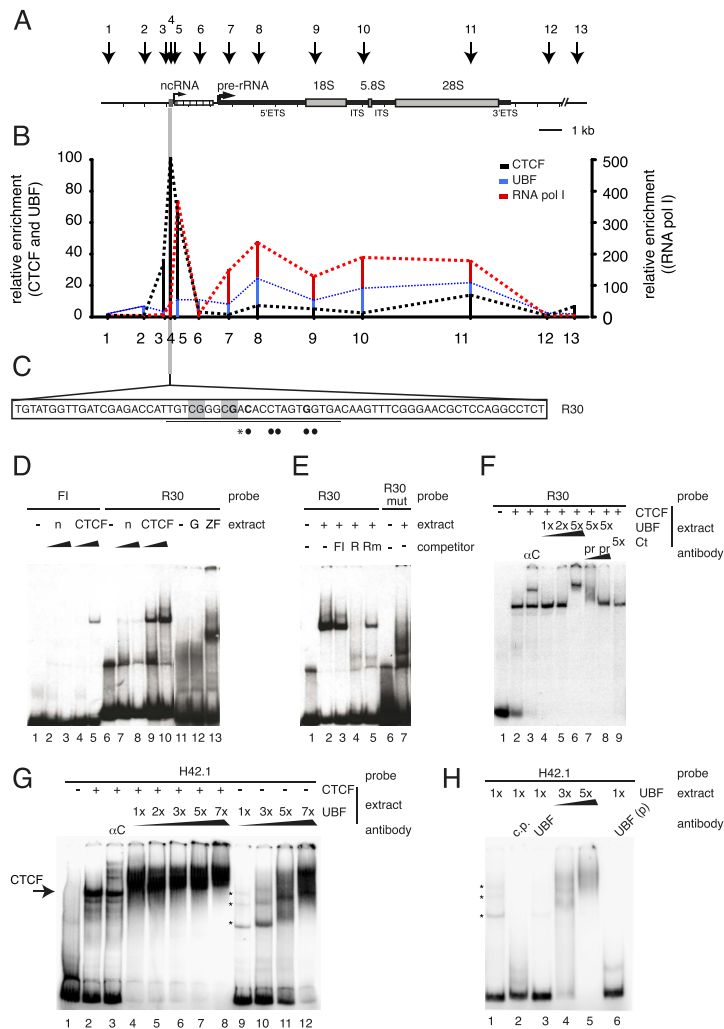 A
1 2 3 4 5 6 7 8 9 10 11 12 13
ncRNA pre-rRNA 18S 5.8S 28S
5'ETS ITS ITS 3'ETS
1 kb
B
relative enrichment
(CTCF and UBF)
100
80
60
40
20
0
CTCF
UBF
RNA pol I
500
400
300
200
100
0
relative enrichment
((RNA pol I)
1 2 3 4 5 6 7 8 9 10 11 12 13
C
TGTATGGTTGATCGAGACCATTGTCGGGCGACACCTAGTGGTGACAAGTTTCGGGAACGCTCCAGGCCTCT R30
*
D
FI R30 probe
- n CTCF - n CTCF - G ZF extract
1 2 3 4 5 6 7 8 9 10 11 12 13
E
R30 R30 mut probe
- + + + + - + extract
- - FI R Rm - - competitor
1 2 3 4 5 6 7
F
R30 probe
- + + + + + + + + CTCF
1x 2x 5x 5x 5x UBF extract
5x Ct
αC pr pr antibody
1 2 3 4 5 6 7 8 9
G
H42.1 probe
- + + + + + + + - - - - CTCF
1x 2x 3x 5x 7x 1x 3x 5x 7x UBF extract
αC antibody
CTCF
*
*
*
1 2 3 4 5 6 7 8 9 10 11 12
H
H42.1 probe
1x 1x 1x 3x 5x 1x UBF extract
c.p. UBF UBF (p) antibody
*
*
*
1 2 3 4 5 6